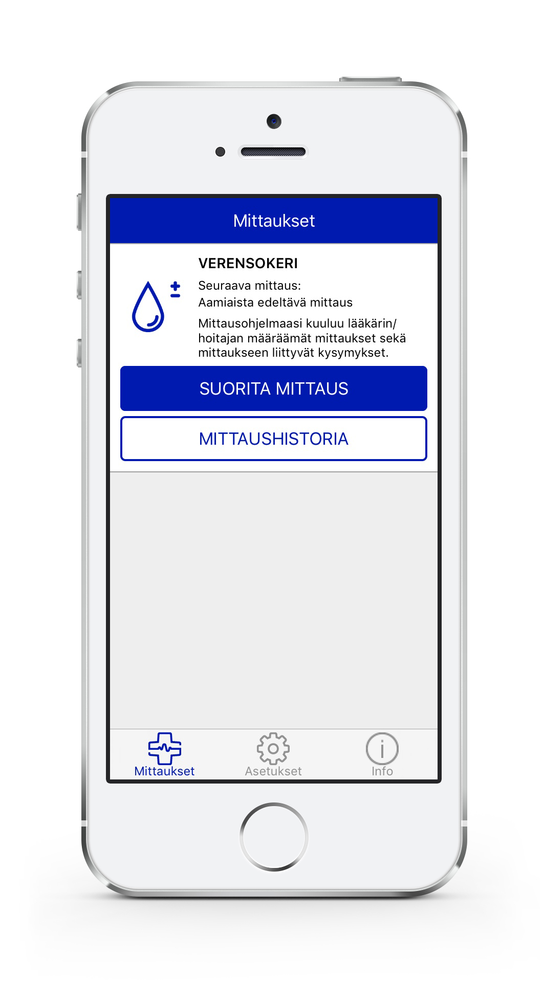 Mittaukset
VERENSOKERI
Seuraava mittaus:
Aamiaista edeltävä mittaus
Mittausohjelmaasi kuuluu lääkärin/
hoitajan määräämät mittaukset sekä
mittaukseen liittyvät kysymykset.
SUORITA MITTAUS
MITTAUSHISTORIA
Mittaukset
Asetukset
Info